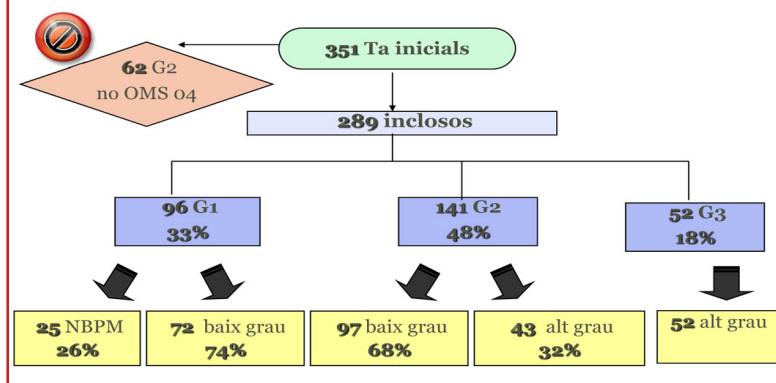 351 Ta inicials
62 G2
no OMS 04
289 inclosos
96 G1
33%
141 G2
48%
52 G3
18%
25 NBPM
26%
72 baix grau
74%
97 baix grau
68%
43 alt grau
32%
52 alt grau